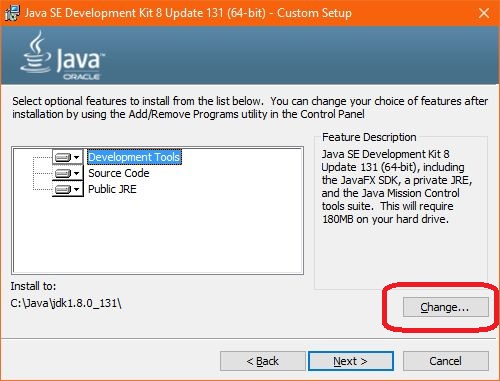 Java SE Development Kit 8 Update 131 (64-bit) - Custom Setup
Java
ORACLE
Select optional features to install from the list below. You can change your choice of features after
installation by using the Add/Remove Programs utility in the Control Panel
Development Tools
Source Code
Public JRE
Feature Description
Java SE Development Kit 8
Update 131 (64-bit), including
the JavaFX SDK, a private JRE,
and the Java Mission Control
tools suite. This will require
180MB on your hard drive.
Install to:
C:\Java\jdk1.8.0_131\
Change...
< Back
Next >
Cancel